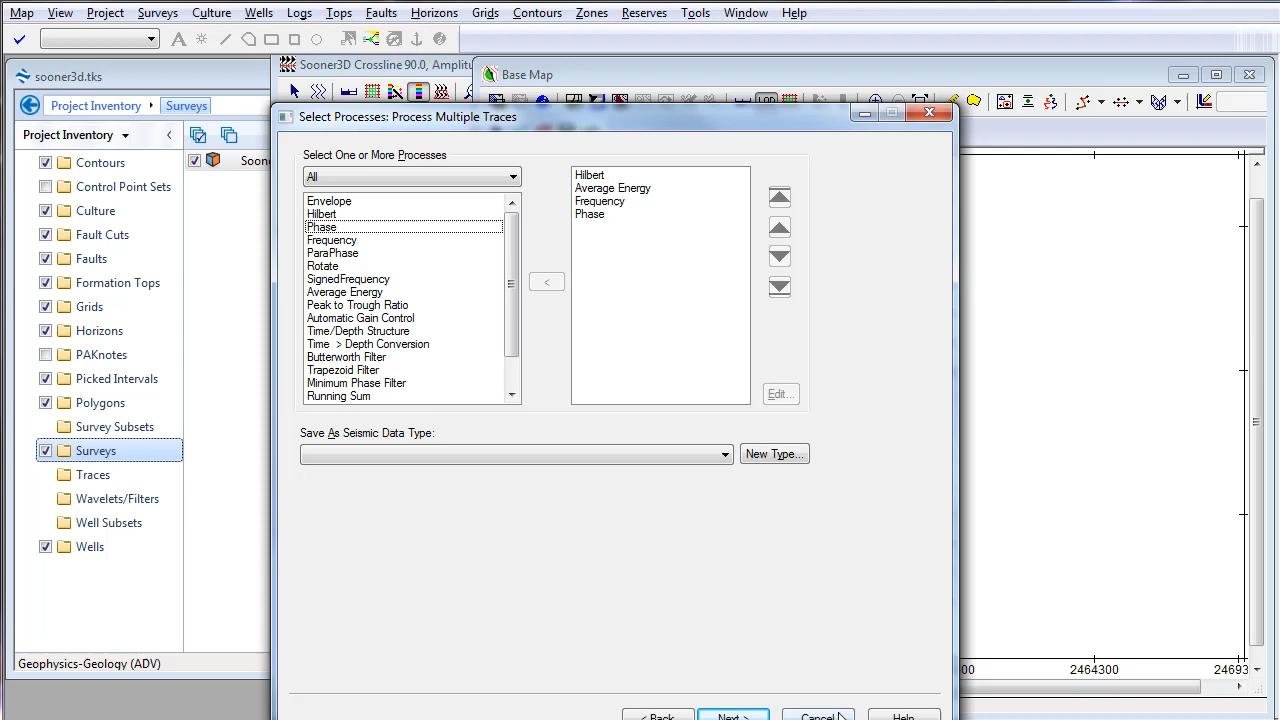 Map View Project Surveys Culture Wells Logs Tops Faults Horizons Grids Contours Zones Reserves Tools Window Help
sooner3d.tks
Sooner3D Crossline 90.0, Amplitu
Base Map
Project Inventory Surveys
Project Inventory
Soone
Contours
Control Point Sets
Culture
Fault Cuts
Faults
Formation Tops
Grids
Horizons
PAKnotes
Picked Intervals
Polygons
Survey Subsets
Surveys
Traces
Wavelets/Filters
Well Subsets
Wells
Geophysics-Geology (ADV)
Select Processes: Process Multiple Traces
Select One or More Processes
All
Envelope
Hilbert
Phase
Frequency
ParaPhase
Rotate
SignedFrequency
Average Energy
Peak to Trough Ratio
Automatic Gain Control
Time/Depth Structure
Time > Depth Conversion
Butterworth Filter
Trapezoid Filter
Minimum Phase Filter
Running Sum
<
Hilbert
Average Energy
Frequency
Phase
Edit...
Save As Seismic Data Type:
New Type...
< Back Next > Cancel Help
00 2464300 24693